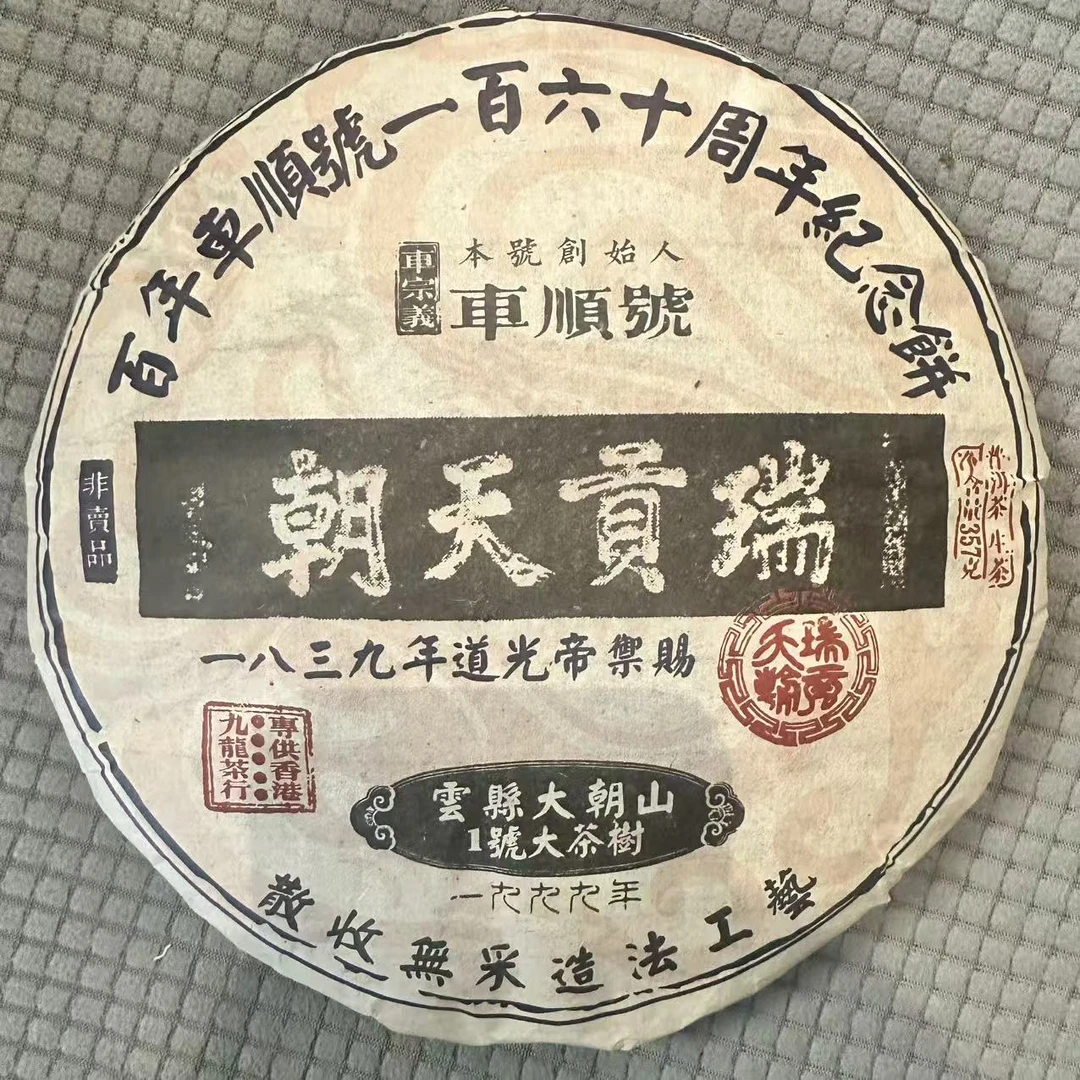 百年車順號一百六十周年紀念餅
本號創始人
車宗義
車順號
瑞貢天朝
非賣品
普洱茶生茶
净含量357克
一八三九年道光帝禦賜
瑞貢天朝
專供香港
九龍茶行
雲縣大朝山
1號大茶樹
一九九九年
采造法工藝